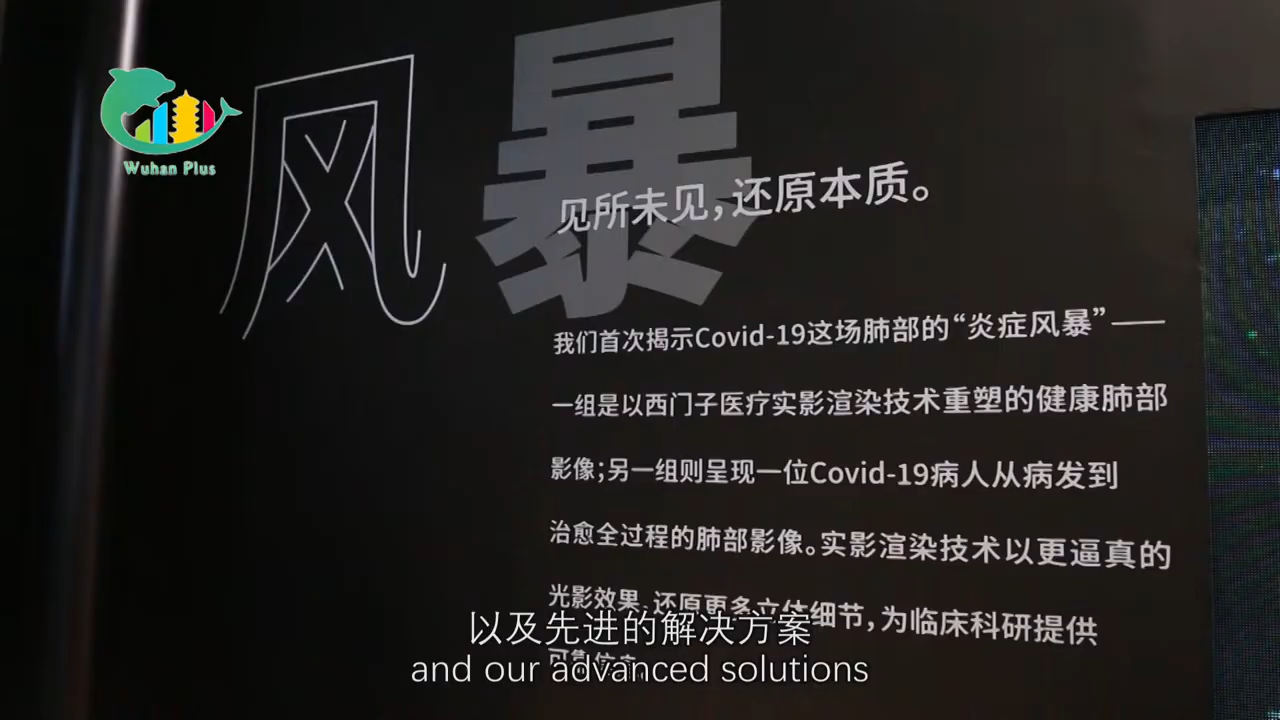 风暴
Wuhan Plus
见所未见，还原本质。
我们首次揭示Covid-19这场肺部的“炎症风暴”——
一组是以西门子医疗实影渲染技术重塑的健康肺部
影像；另一组则呈现一位Covid-19病人从病发到
治愈全过程的肺部影像。实影渲染技术以更逼真的
光影效果，还原更多立体细节，为临床科研提供
以及先进的解决方案
and our advanced solutions